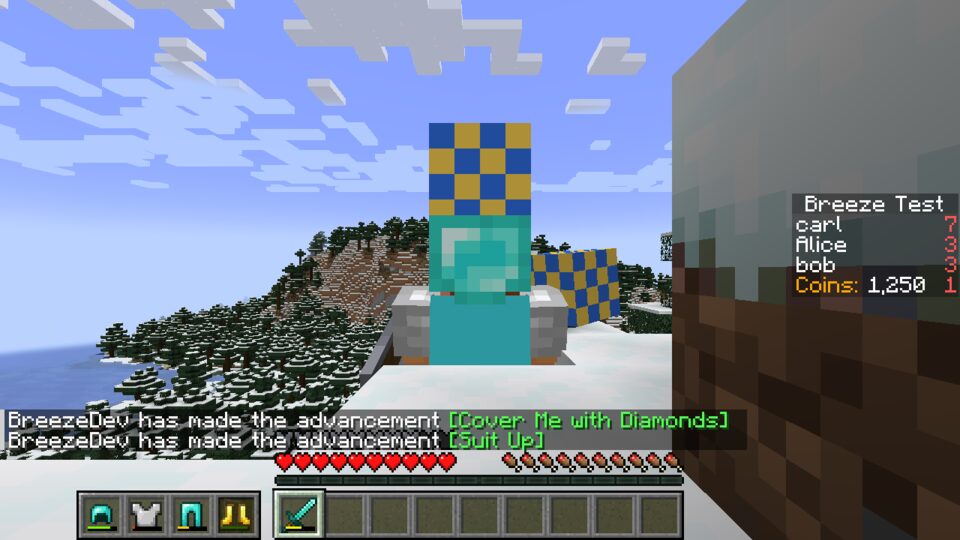 Breeze Test
carl 7
Alice 3
bob 3
Coins: 1,250 1
BreezeDev has made the advancement [Cover Me with Diamonds]
BreezeDev has made the advancement [Suit Up]